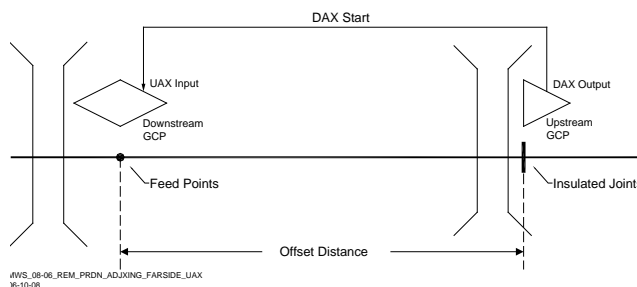 DAX Start
UAX Input
DAX Output
Downstream
GCP
Upstream
GCP
Feed Points
Insulated Joint
Offset Distance
MWS_08-06_REM_PRDN_ADJXING_FARSIDE_UAX
06-10-08